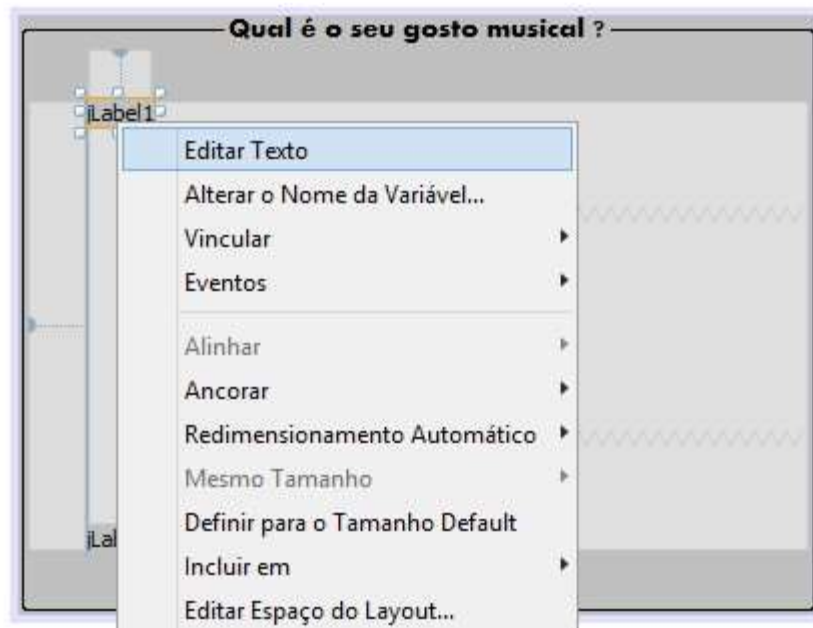 Qual é o seu gosto musical ?
jLabel1
Editar Texto
Alterar o Nome da Variável...
Vincular
Eventos
Alinhar
Ancorar
Redimensionamento Automático
Mesmo Tamanho
Definir para o Tamanho Default
jLal
Incluir em
Editar Espaço do Layout...